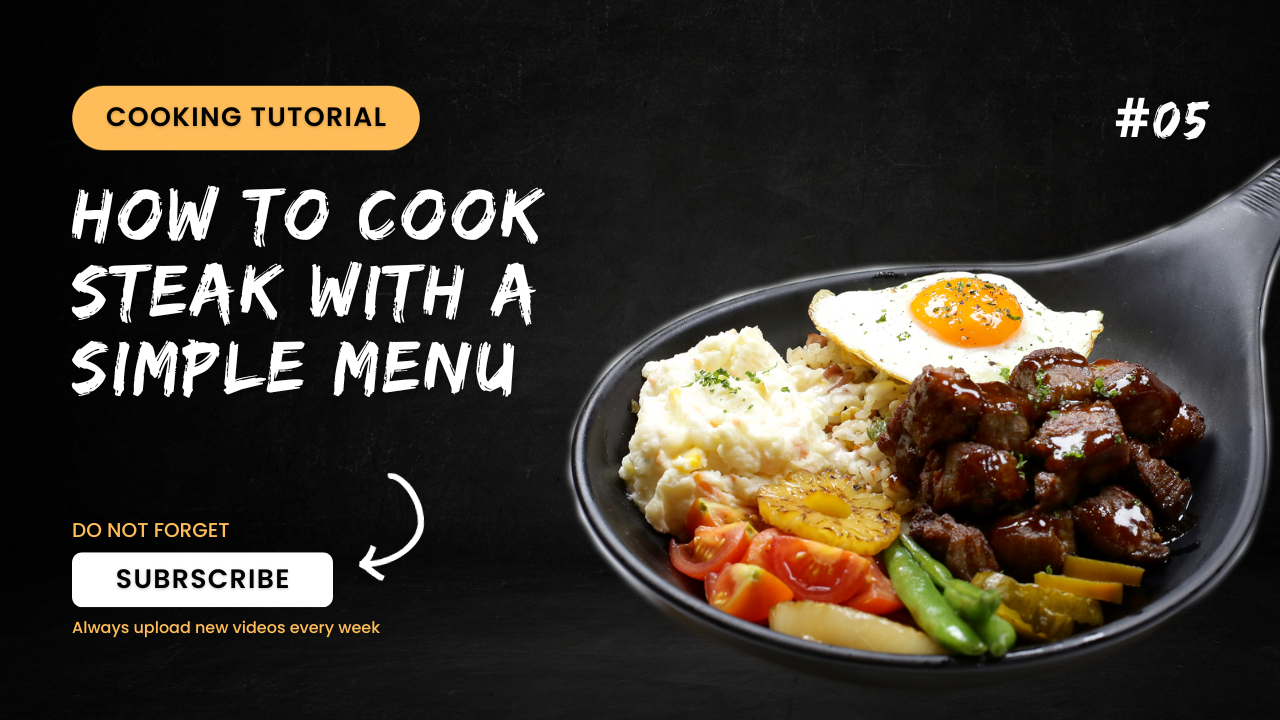 COOKING TUTORIAL
#05
HOW TO COOK
STEAK WITH A
SIMPLE MENU
DO NOT FORGET
SUBRSCRIBE
Always upload new videos every week